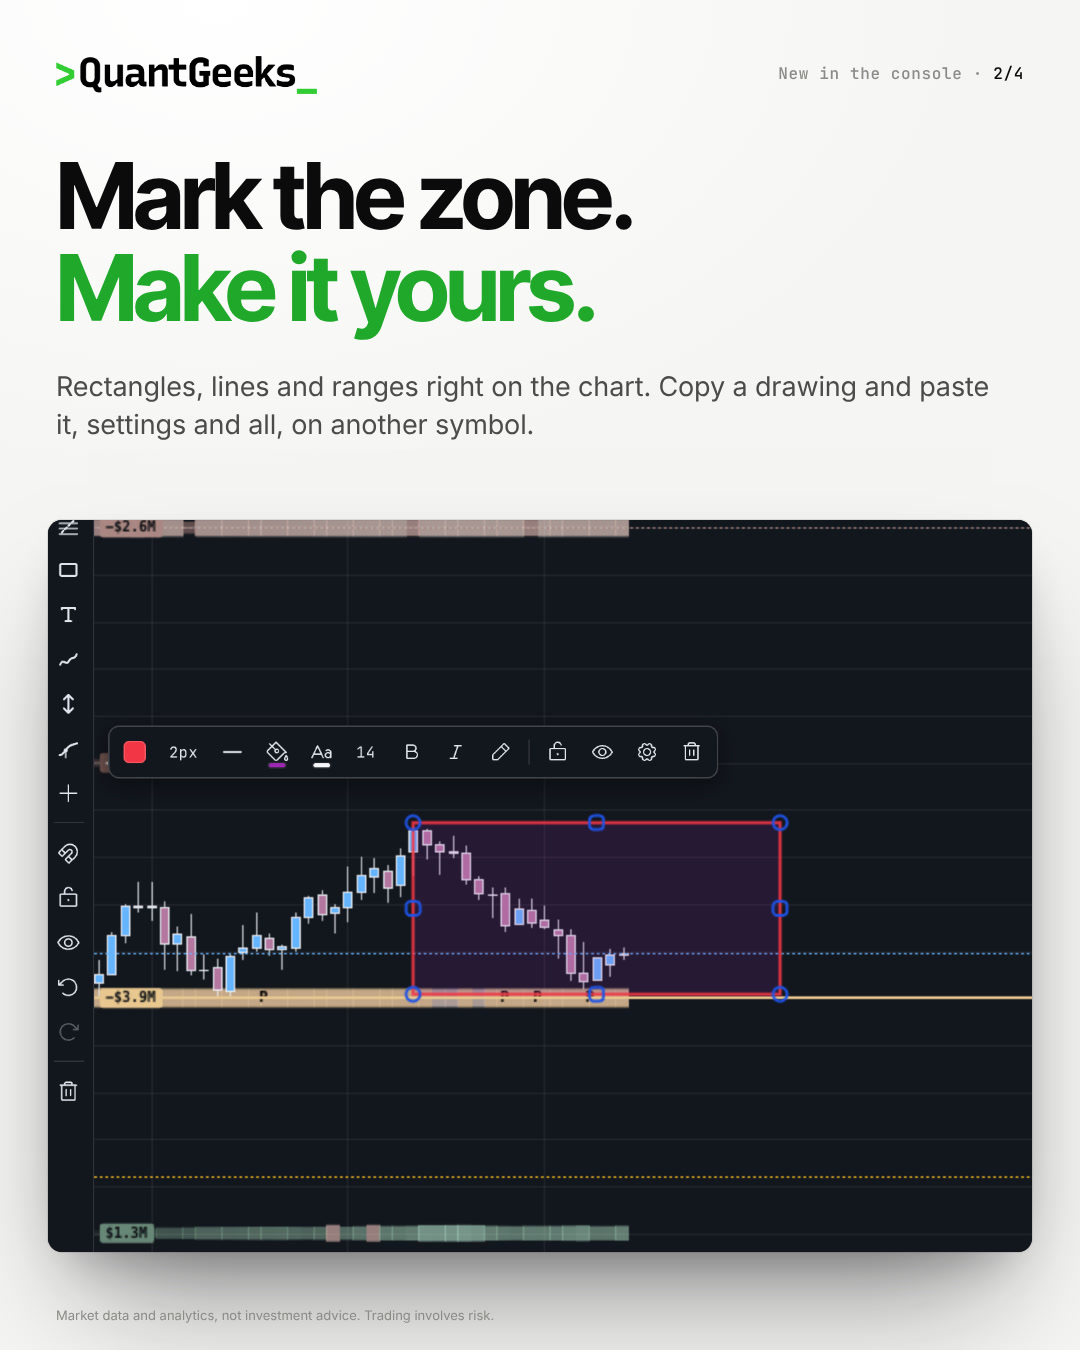 >QuantGeeks_
New in the console · 2/4
Mark the zone.
Make it yours.
Rectangles, lines and ranges right on the chart. Copy a drawing and paste
it, settings and all, on another symbol.
−$2.6M
T
2px
Aa
14
B
I
−$3.9M
$1.3M
Market data and analytics, not investment advice. Trading involves risk.